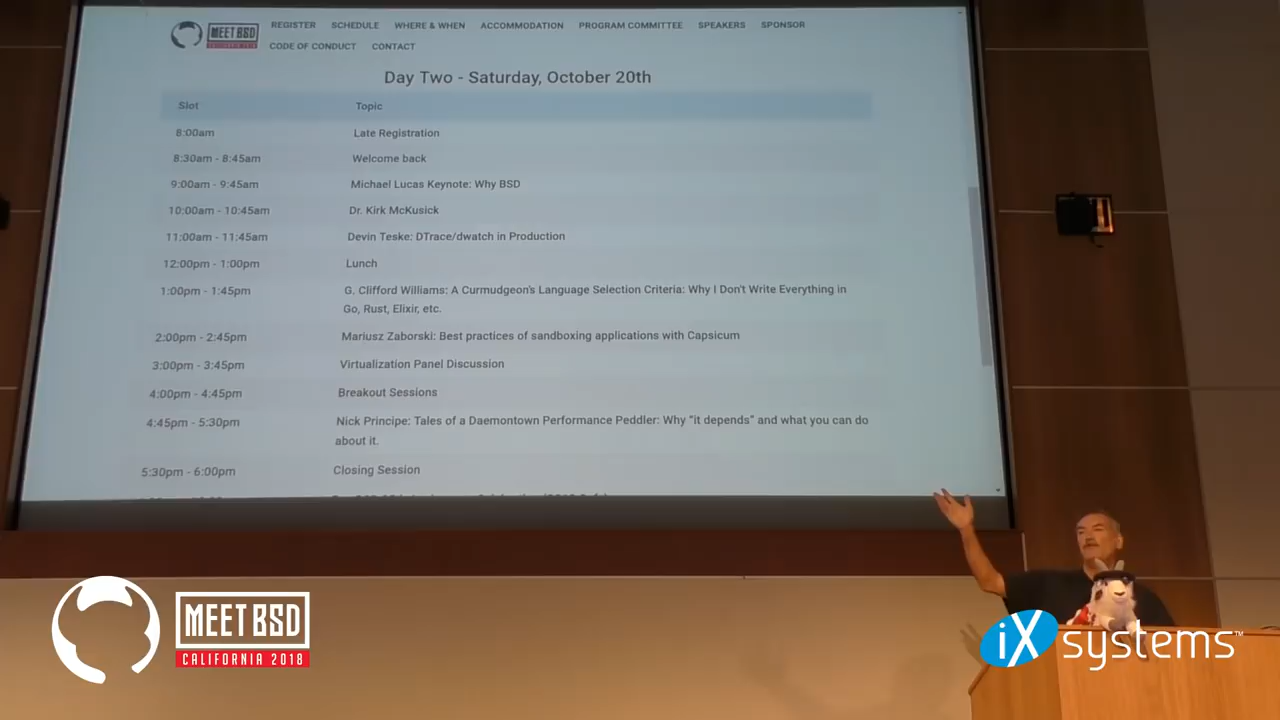 MEET BSD
CALIFORNIA 2018
REGISTER SCHEDULE WHERE & WHEN ACCOMMODATION PROGRAM COMMITTEE SPEAKERS SPONSOR
CODE OF CONDUCT CONTACT
Day Two - Saturday, October 20th
Slot Topic
8:00am Late Registration
8:30am - 8:45am Welcome back
9:00am - 9:45am Michael Lucas Keynote: Why BSD
10:00am - 10:45am Dr. Kirk McKusick
11:00am - 11:45am Devin Teske: DTrace/dwatch in Production
12:00pm - 1:00pm Lunch
1:00pm - 1:45pm G. Clifford Williams: A Curmudgeon's Language Selection Criteria: Why I Don't Write Everything in
Go, Rust, Elixir, etc.
2:00pm - 2:45pm Mariusz Zaborski: Best practices of sandboxing applications with Capsicum
3:00pm - 3:45pm Virtualization Panel Discussion
4:00pm - 4:45pm Breakout Sessions
4:45pm - 5:30pm Nick Principe: Tales of a Daemontown Performance Peddler: Why "it depends" and what you can do
about it.
5:30pm - 6:00pm Closing Session
MEET BSD
CALIFORNIA 2018
iXsystems™